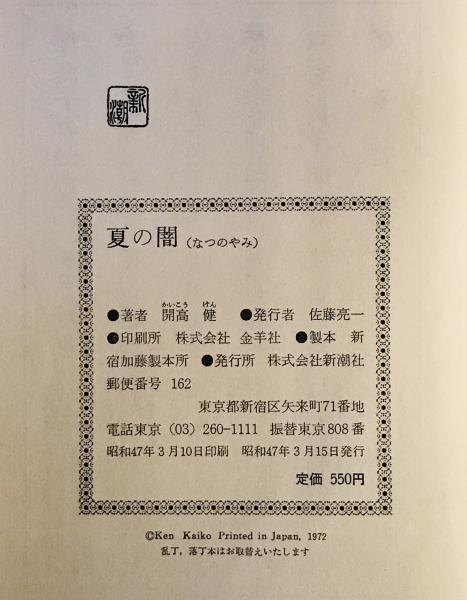 新潮
夏の闇（なつのやみ）
かいこう けん
●著者 開高 健 ●発行者 佐藤亮一
●印刷所 株式会社 金羊社 ●製本 新
宿加藤製本所 ●発行所 株式会社新潮社
郵便番号 162
東京都新宿区矢来町71番地
電話東京（03）260-1111 振替東京808番
昭和47年3月10日印刷 昭和47年3月15日発行
定価 550円
©Ken Kaiko Printed in Japan, 1972
乱丁，落丁本はお取替えいたします